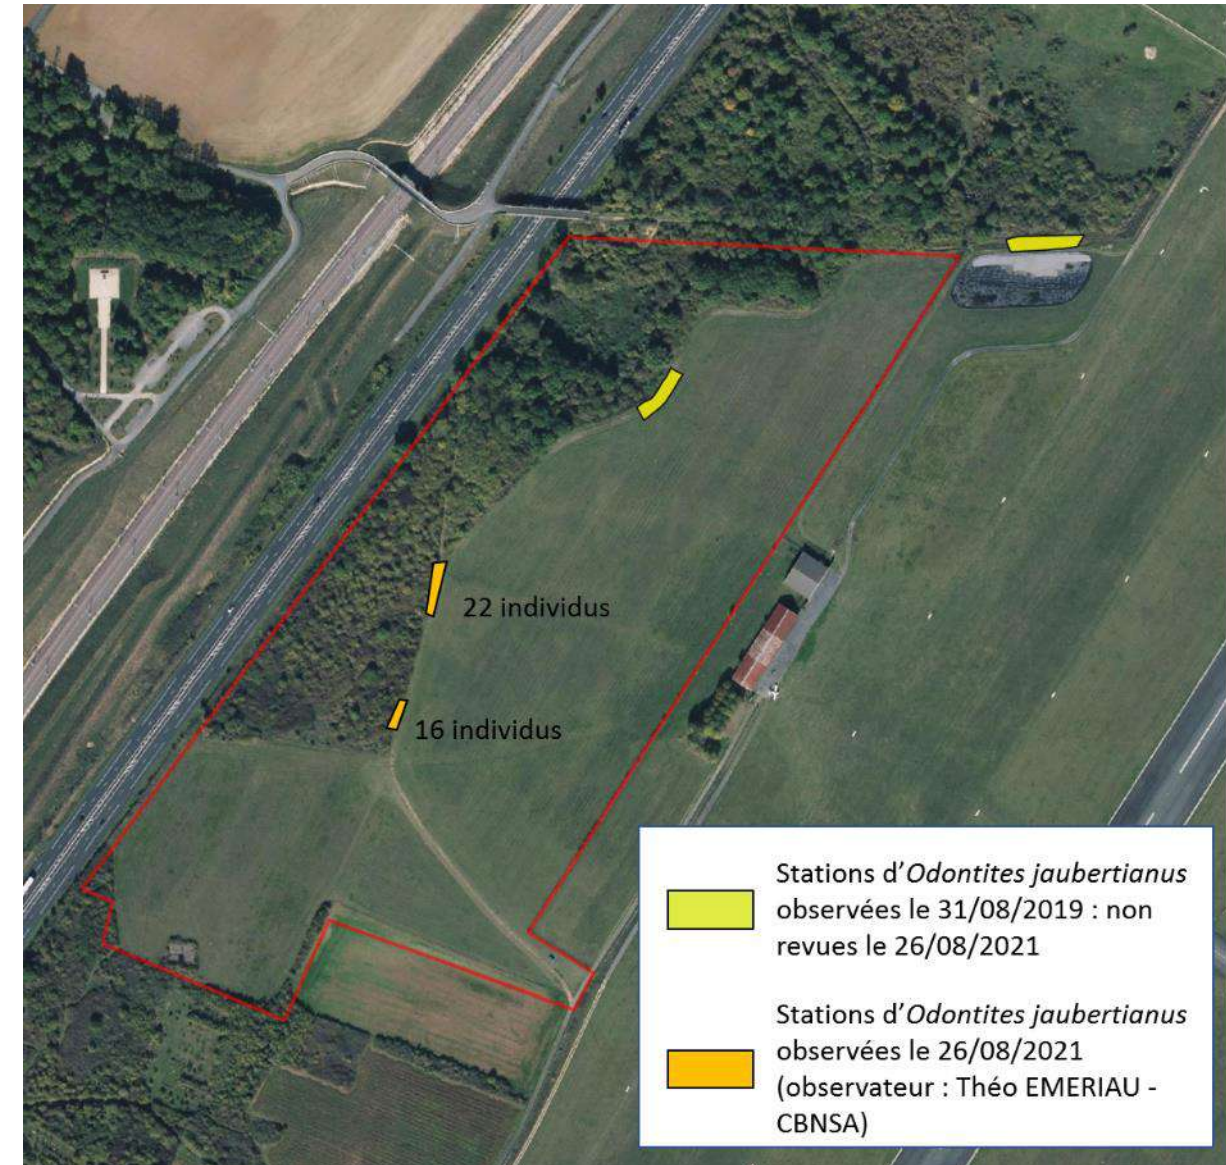 22 individus
16 individus
Stations d’Odontites jaubertianus
observées le 31/08/2019 : non
revues le 26/08/2021
Stations d’Odontites jaubertianus
observées le 26/08/2021
(observateur : Théo EMERIAU -
CBNSA)